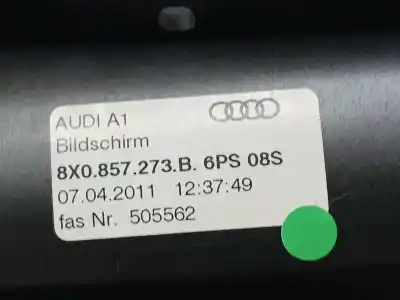 AUDI A1
Bildschirm
8X0.857.273.B. 6PS 08S
07.04.2011 12:37:49
fas Nr. 505562